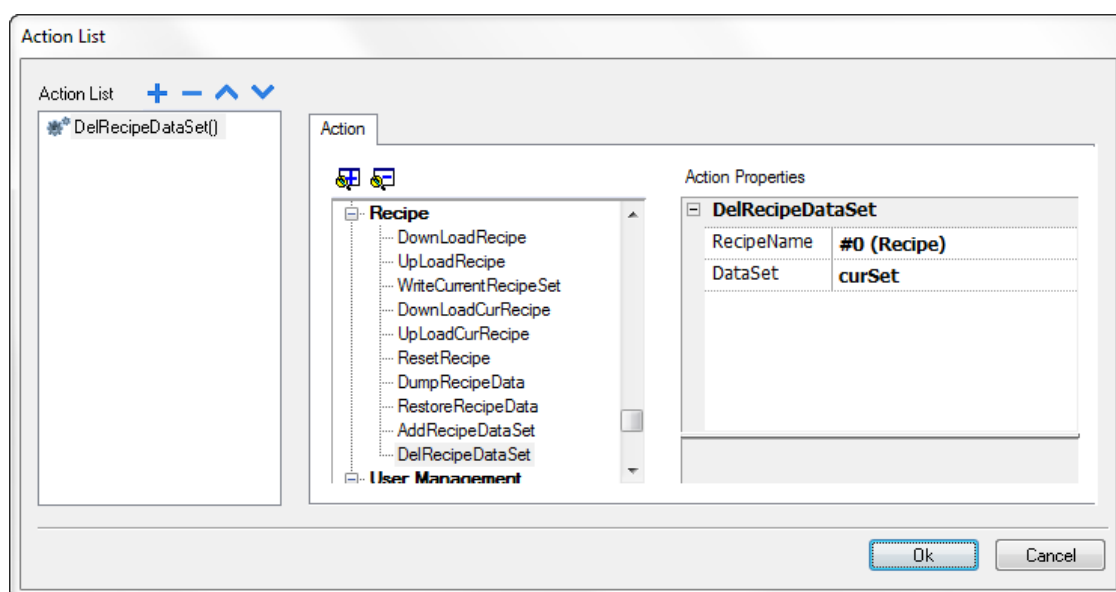 Action List
Action List
DelRecipeDataSet()
Action
Recipe
DownLoadRecipe
UpLoadRecipe
WriteCurrentRecipeSet
DownLoadCurRecipe
UpLoadCurRecipe
ResetRecipe
DumpRecipeData
RestoreRecipeData
AddRecipeDataSet
DelRecipeDataSet
User Management
Action Properties
DelRecipeDataSet
RecipeName #0 (Recipe)
DataSet curSet
Ok Cancel